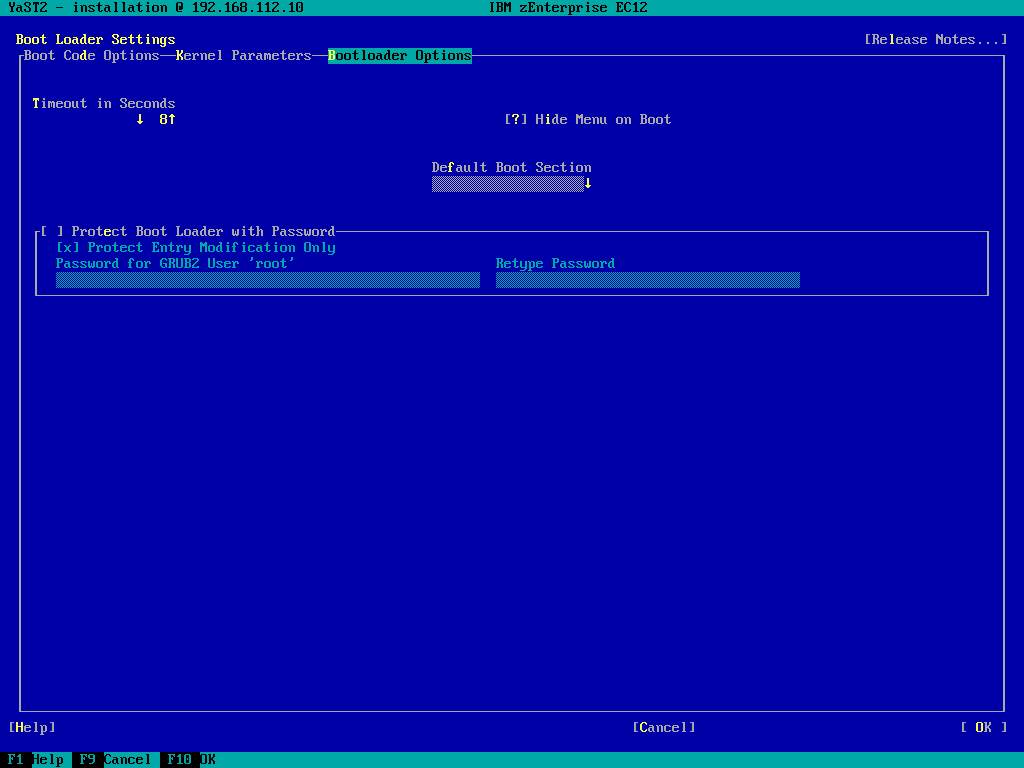 YaST2 - installation @ 192.168.112.10 IBM zEnterprise EC12
Boot Loader Settings [Release Notes...]
Boot Code Options Kernel Parameters Bootloader Options
Timeout in Seconds
↓ 8↑ [?] Hide Menu on Boot
Default Boot Section
↓
[ ] Protect Boot Loader with Password
[x] Protect Entry Modification Only
Password for GRUB2 User 'root' Retype Password
[Help] [Cancel] [ OK ]
F1 Help F9 Cancel F10 OK